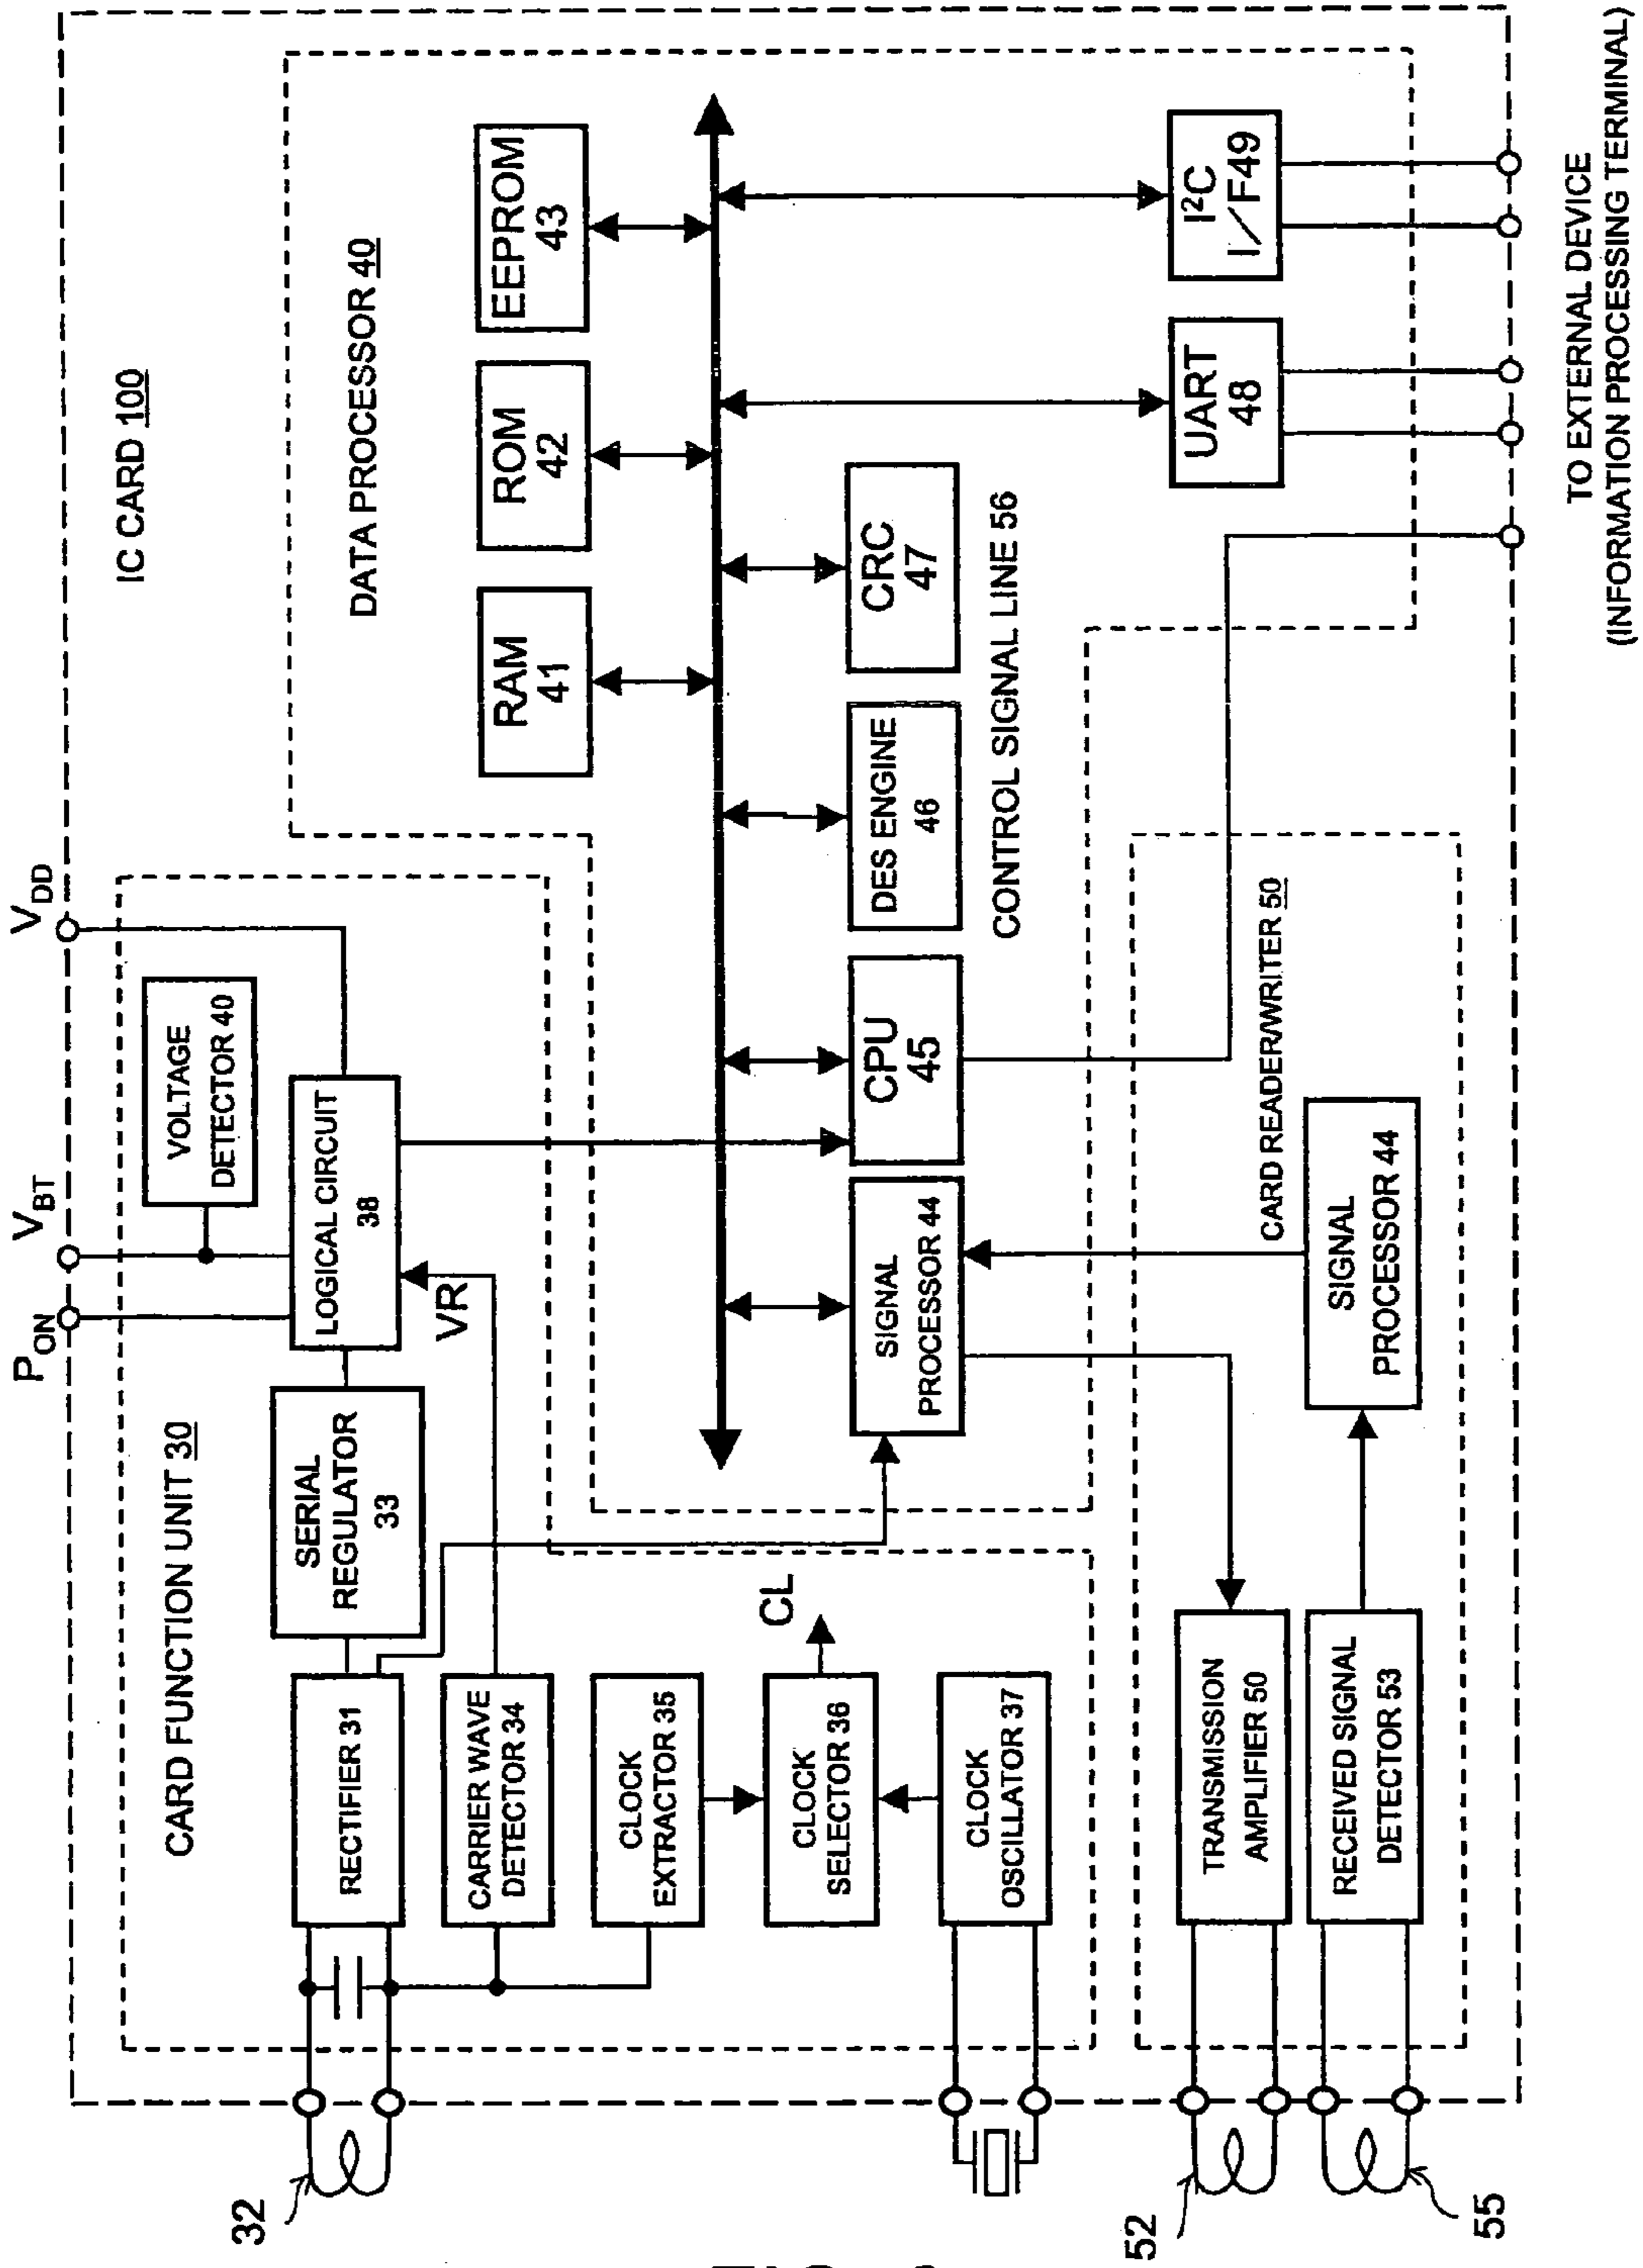 IC CARD 100
P_ON
V_BT
V_DD
CARD FUNCTION UNIT 30
VOLTAGE
DETECTOR 40
DATA PROCESSOR 40
RECTIFIER 31
SERIAL
REGULATOR
33
LOGICAL CIRCUIT
38
VR
CARRIER WAVE
DETECTOR 34
CLOCK
EXTRACTOR 35
CLOCK
SELECTOR 36
CL
CLOCK
OSCILLATOR 37
RAM
41
ROM
42
EEPROM
43
SIGNAL
PROCESSOR 44
CPU
45
DES ENGINE
46
CRC
47
CONTROL SIGNAL LINE 56
UART
48
I²C
I/F49
CARD READER/WRITER 50
TRANSMISSION
AMPLIFIER 50
RECEIVED SIGNAL
DETECTOR 53
SIGNAL
PROCESSOR 44
32
52
55
TO EXTERNAL DEVICE
(INFORMATION PROCESSING TERMINAL)